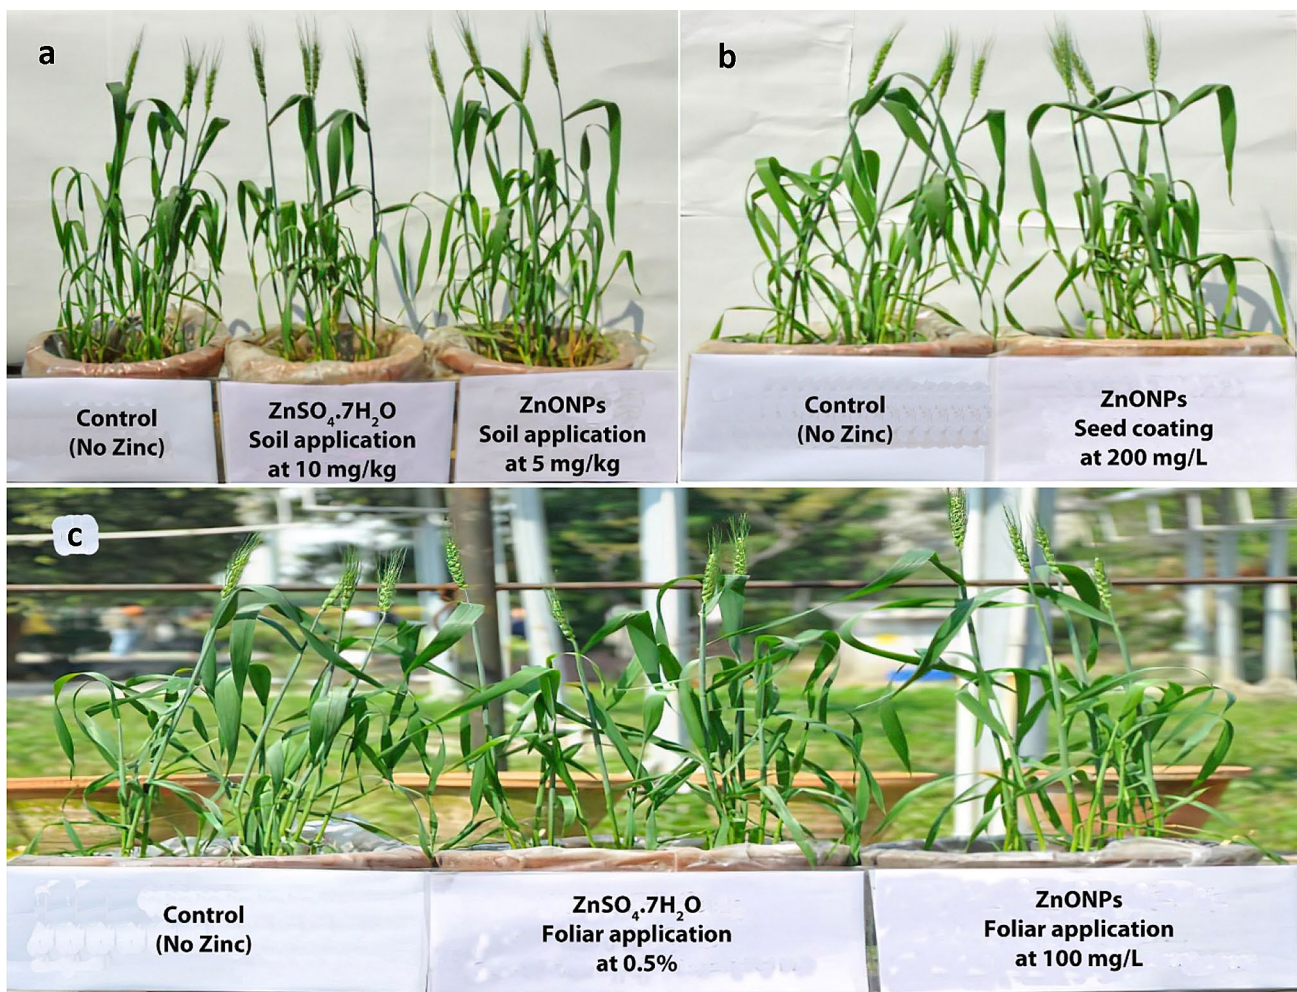 a
b
Control
(No Zinc)
ZnSO₄.7H₂O
Soil application
at 10 mg/kg
ZnONPs
Soil application
at 5 mg/kg
Control
(No Zinc)
ZnONPs
Seed coating
at 200 mg/L
c
Control
(No Zinc)
ZnSO₄.7H₂O
Foliar application
at 0.5%
ZnONPs
Foliar application
at 100 mg/L